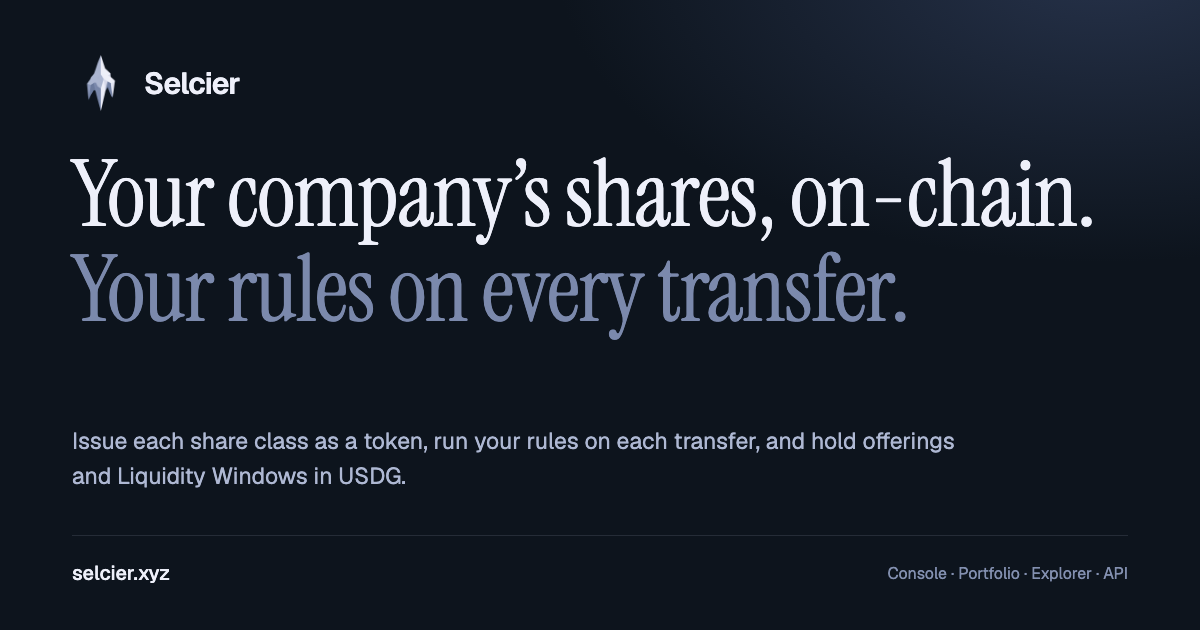 Selcier
Your company’s shares, on-chain.
Your rules on every transfer.
Issue each share class as a token, run your rules on each transfer, and hold offerings
and Liquidity Windows in USDG.
selcier.xyz
Console · Portfolio · Explorer · API